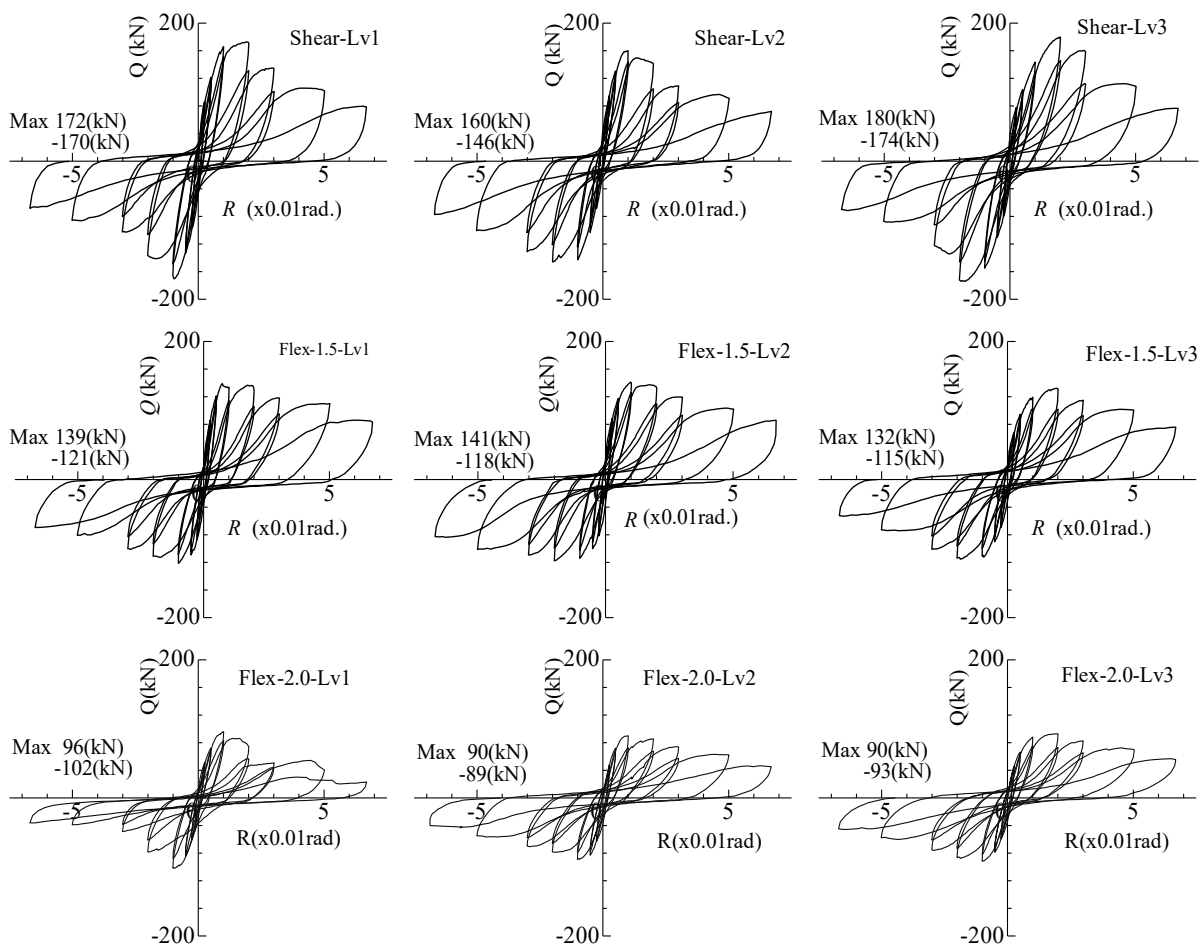 200
Q (kN)
Shear-Lv1
Max 172(kN)
-170(kN)
-5
5
R (x0.01rad.)
-200
200
Q (kN)
Shear-Lv2
Max 160(kN)
-146(kN)
-5
5
R (x0.01rad.)
-200
200
Q (kN)
Shear-Lv3
Max 180(kN)
-174(kN)
-5
5
R (x0.01rad.)
-200
200
Q(kN)
Flex-1.5-Lv1
Max 139(kN)
-121(kN)
-5
5
R (x0.01rad.)
-200
200
Q(kN)
Flex-1.5-Lv2
Max 141(kN)
-118(kN)
-5
5
R (x0.01rad.)
-200
200
Q (kN)
Flex-1.5-Lv3
Max 132(kN)
-115(kN)
-5
5
R (x0.01rad.)
-200
200
Q(kN)
Flex-2.0-Lv1
Max 96(kN)
-102(kN)
-5
5
R(x0.01rad)
-200
200
Q(kN)
Flex-2.0-Lv2
Max 90(kN)
-89(kN)
-5
5
R(x0.01rad)
-200
200
Q(kN)
Flex-2.0-Lv3
Max 90(kN)
-93(kN)
-5
5
R(x0.01rad)
-200